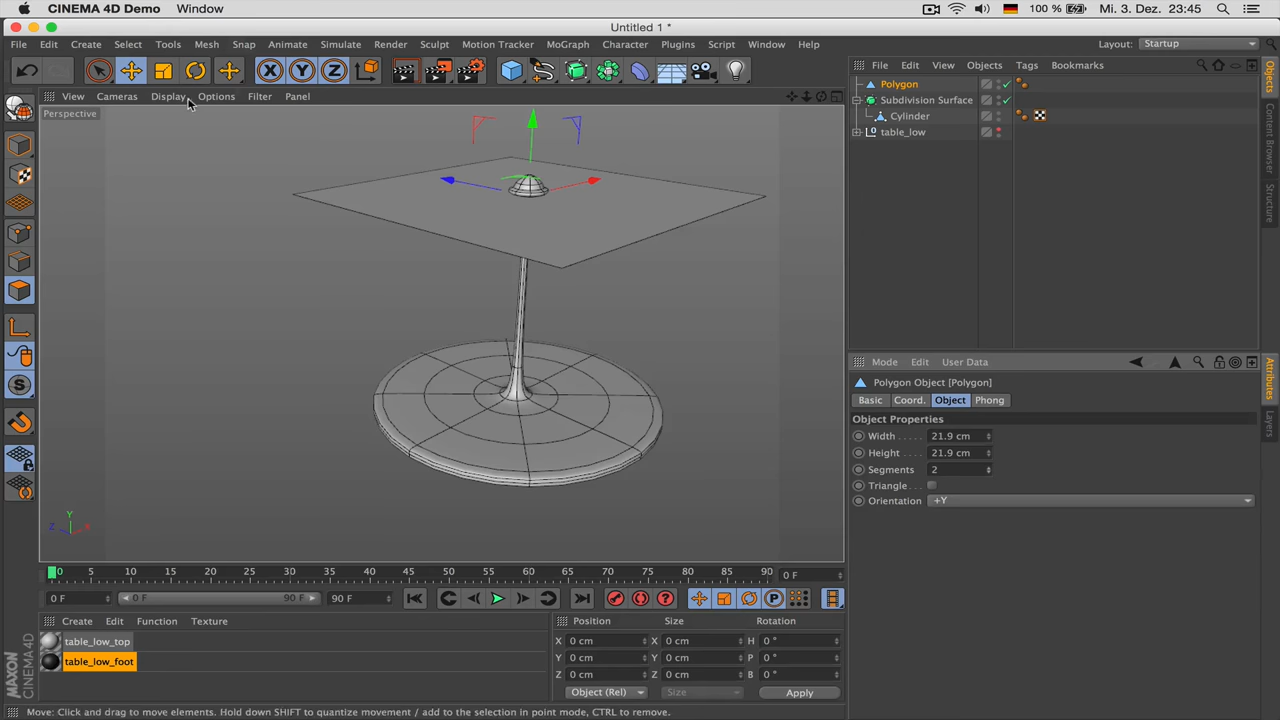 CINEMA 4D Demo Window 100 % Mi. 3. Dez. 23:45
Untitled 1 *
File Edit Create Select Tools Mesh Snap Animate Simulate Render Sculpt Motion Tracker MoGraph Character Plugins Script Window Help Layout: Startup
X Y Z
File Edit View Objects Tags Bookmarks
View Cameras Display Options Filter Panel
Perspective
Polygon
Subdivision Surface
Cylinder
table_low
Objects
Content Browser
Structure
Mode Edit User Data
Polygon Object [Polygon]
Basic Coord. Object Phong
Object Properties
Width . . . . . 21.9 cm
Height . . . . 21.9 cm
Segments 2
Triangle. . . .
Orientation +Y
Attributes
Layers
Y
Z X
S
0 5 10 15 20 25 30 35 40 45 50 55 60 65 70 75 80 85 90 0 F
0 F 0 F 90 F 90 F
P
Create Edit Function Texture
table_low_top
table_low_foot
Position Size Rotation
X 0 cm X 0 cm H 0 °
Y 0 cm Y 0 cm P 0 °
Z 0 cm Z 0 cm B 0 °
Object (Rel) Size Apply
MAXON
CINEMA 4D
Move: Click and drag to move elements. Hold down SHIFT to quantize movement / add to the selection in point mode, CTRL to remove.